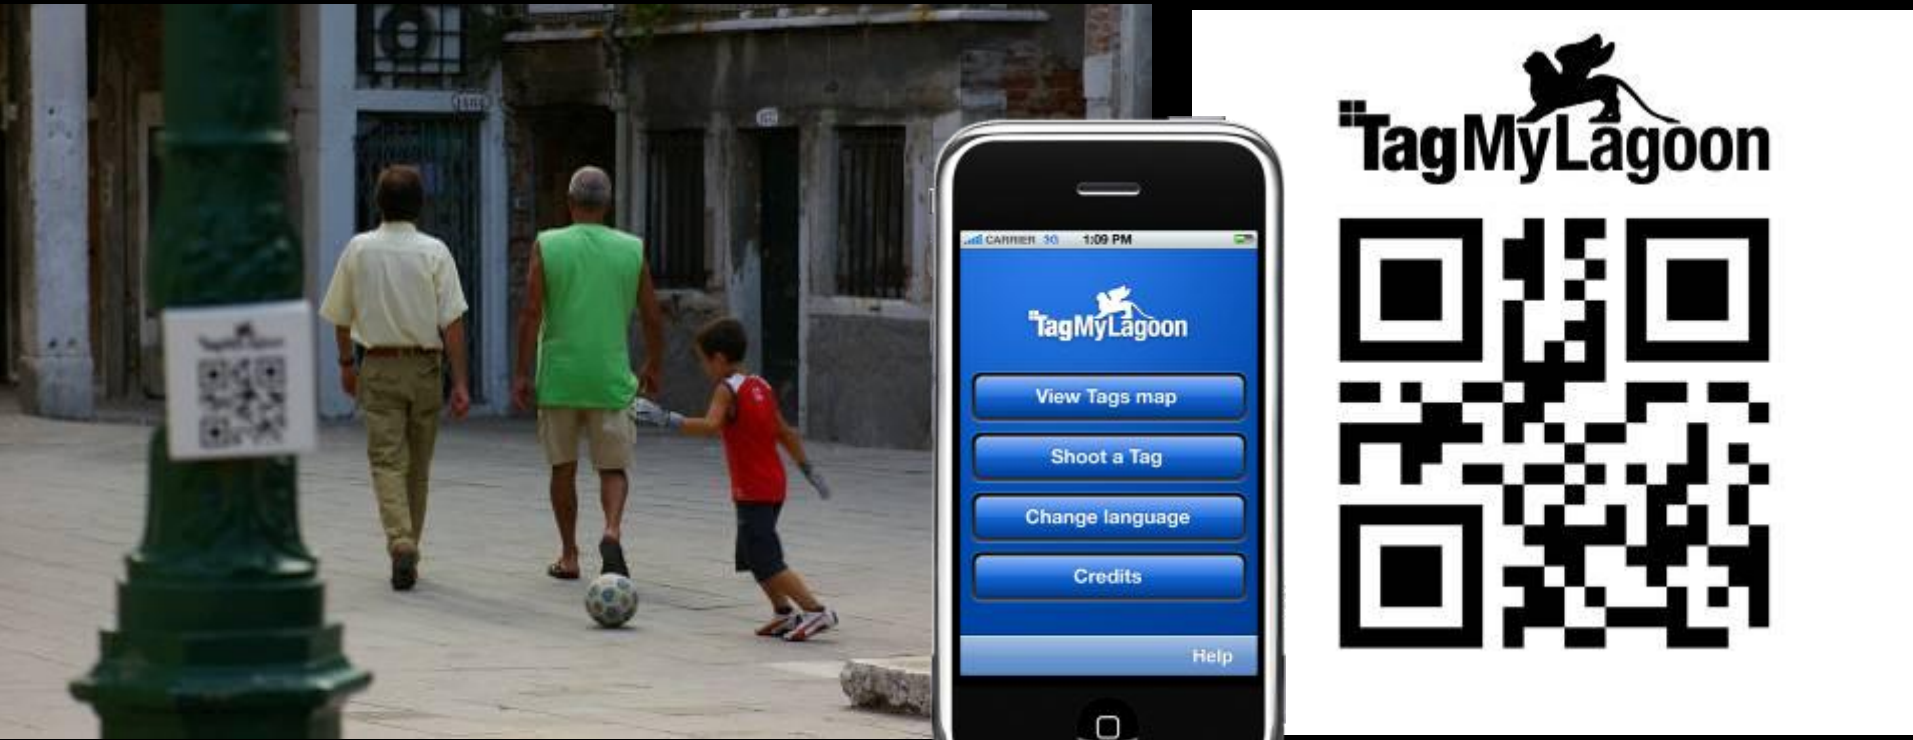 TagMyLagoon
CARRIER 3G 1:09 PM
TagMyLagoon
View Tags map
Shoot a Tag
Change language
Credits
Help